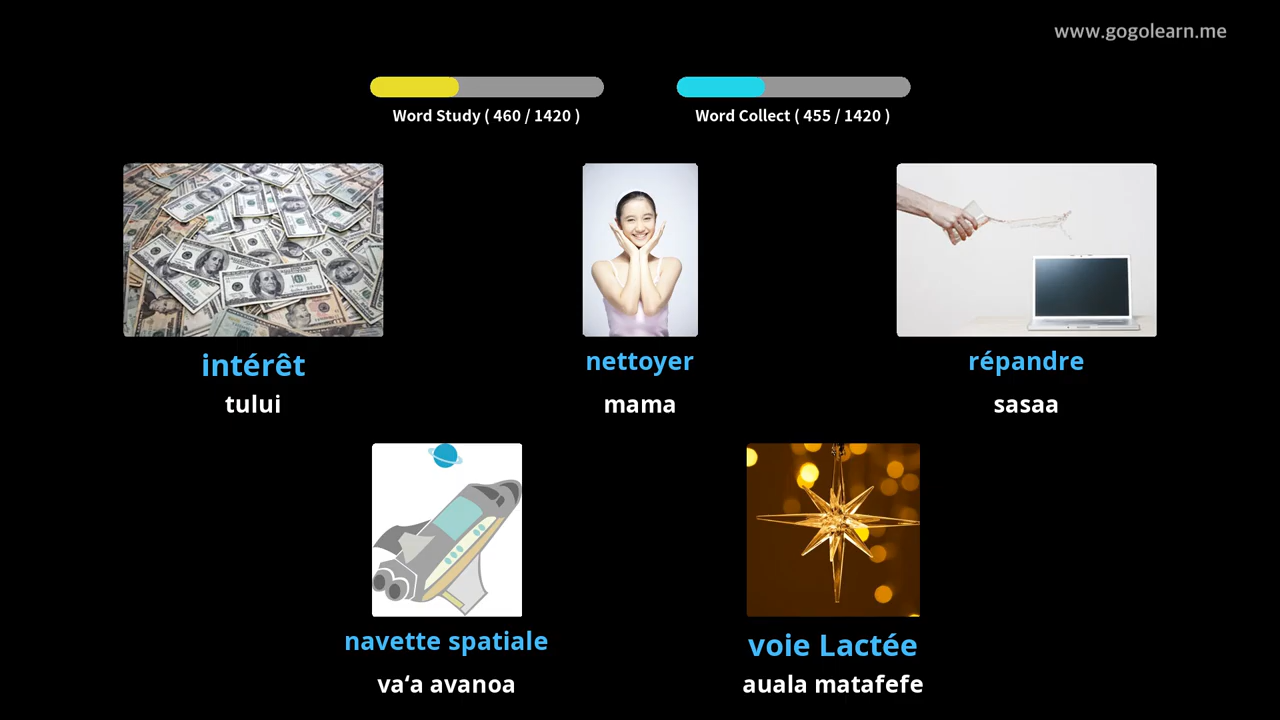 www.gogolearn.me
Word Study ( 460 / 1420 )
Word Collect ( 455 / 1420 )
intérêt
tului
nettoyer
mama
répandre
sasaa
navette spatiale
vaʻa avanoa
voie Lactée
auala matafefe